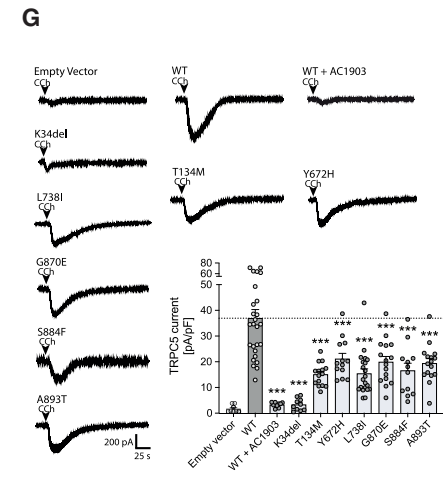 G
Empty Vector
CCh
WT
CCh
WT + AC1903
CCh
K34del
CCh
T134M
CCh
Y672H
CCh
L738I
CCh
G870E
CCh
S884F
CCh
A893T
CCh
200 pA
25 s
TRPC5 current
[pA/pF]
80
60
50
40
30
20
10
0
***
***
***
***
***
***
***
***
Empty vector
WT
WT + AC1903
K34del
T134M
Y672H
L738I
G870E
S884F
A893T